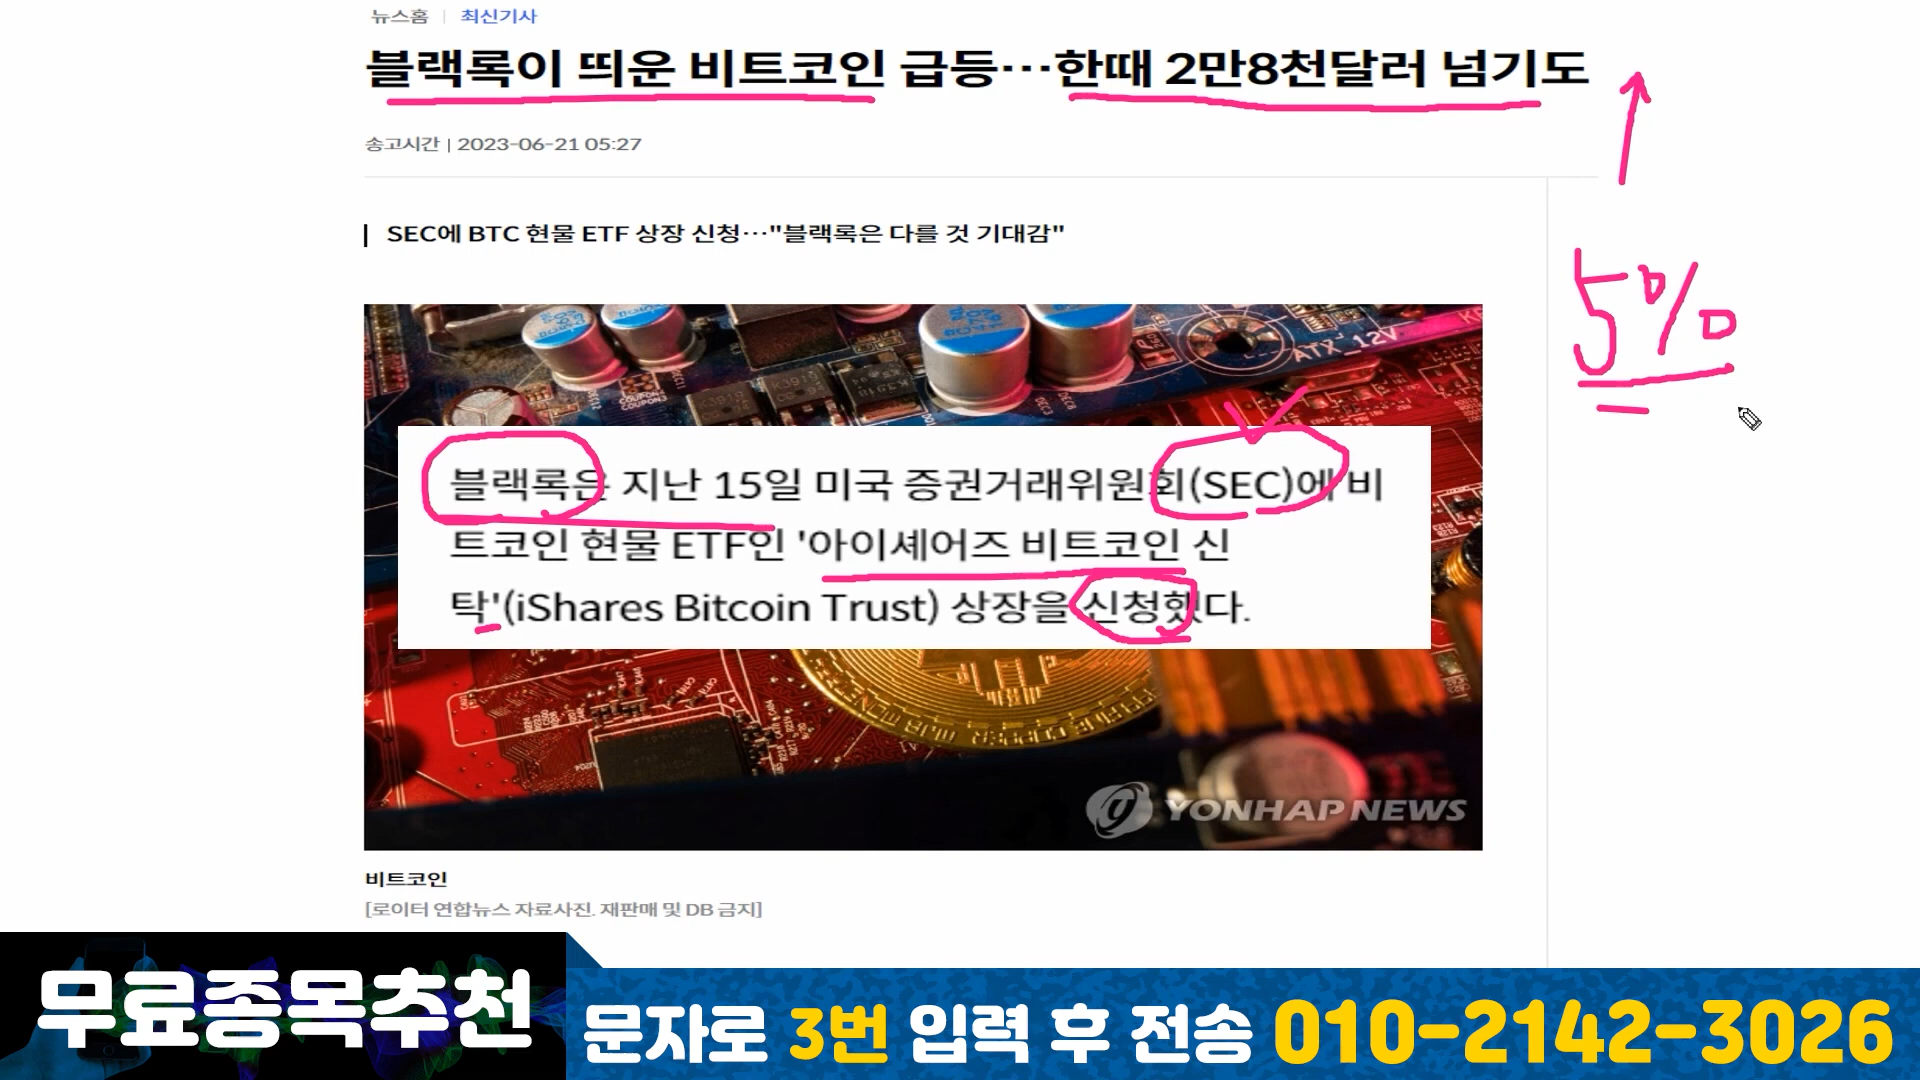 뉴스홈 | 최신기사
블랙록이 띄운 비트코인 급등…한때 2만8천달러 넘기도
송고시간 | 2023-06-21 05:27
SEC에 BTC 현물 ETF 상장 신청…"블랙록은 다를 것 기대감"
5%
ATX_12V
COUPON3
블랙록은 지난 15일 미국 증권거래위원회(SEC)에 비
트코인 현물 ETF인 '아이셰어즈 비트코인 신
탁'(iShares Bitcoin Trust) 상장을 신청했다.
YONHAP NEWS
비트코인
[로이터 연합뉴스 자료사진. 재판매 및 DB 금지]
무료종목추천
문자로 3번 입력 후 전송 010-2142-3026